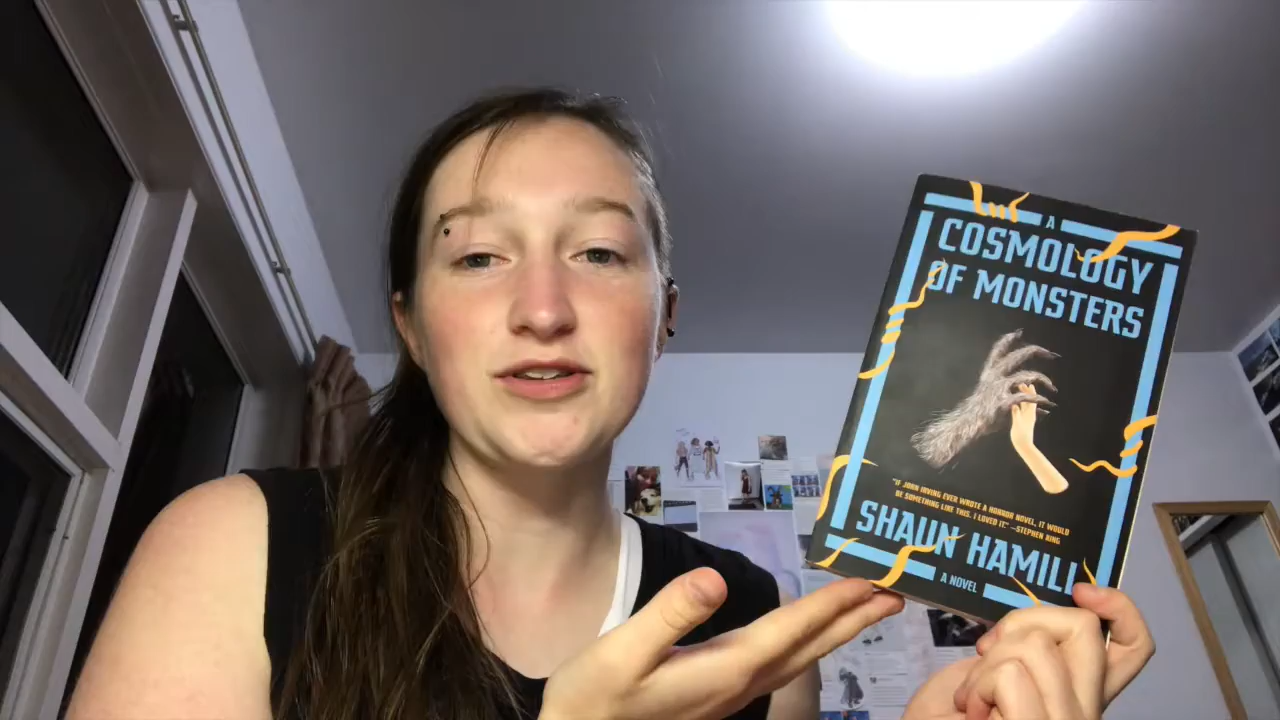 A
COSMOLOGY
OF MONSTERS
"IF JOHN IRVING EVER WROTE A HORROR NOVEL, IT WOULD
BE SOMETHING LIKE THIS. I LOVED IT." —STEPHEN KING
SHAUN HAMILL
A NOVEL